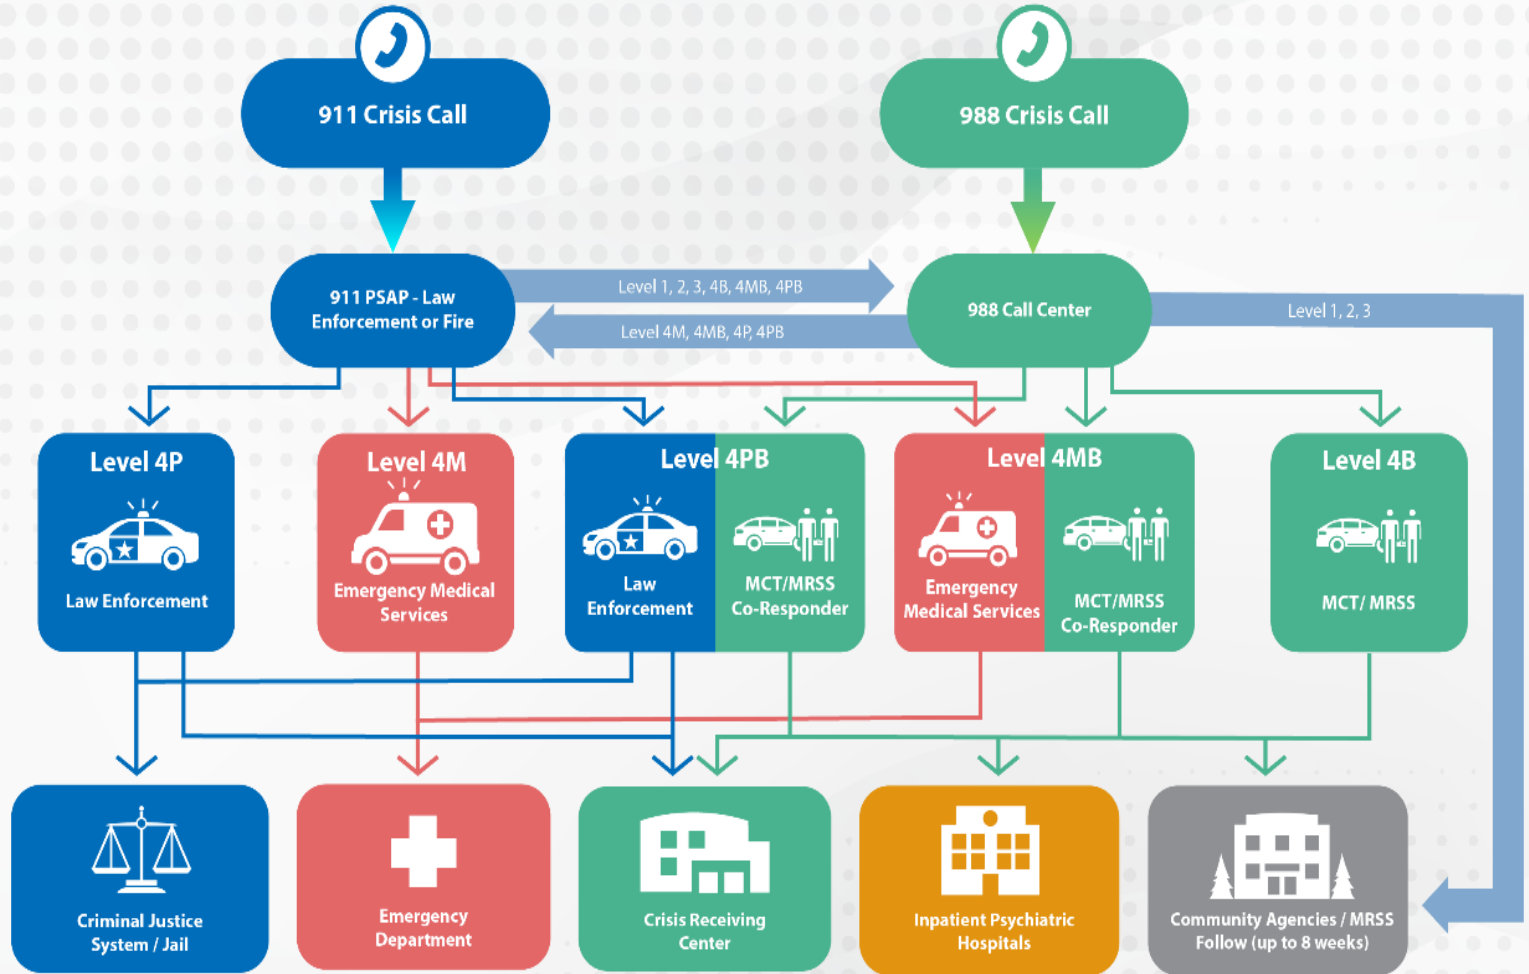 911 Crisis Call
988 Crisis Call
911 PSAP - Law
Enforcement or Fire
Level 1, 2, 3, 4B, 4MB, 4PB
Level 4M, 4MB, 4P, 4PB
988 Call Center
Level 1, 2, 3
Level 4P
Law Enforcement
Level 4M
Emergency Medical
Services
Level 4PB
Law
Enforcement
MCT/MRSS
Co-Responder
Level 4MB
Emergency
Medical Services
MCT/MRSS
Co-Responder
Level 4B
MCT/ MRSS
Criminal Justice
System / Jail
Emergency
Department
Crisis Receiving
Center
Inpatient Psychiatric
Hospitals
Community Agencies / MRSS
Follow (up to 8 weeks)